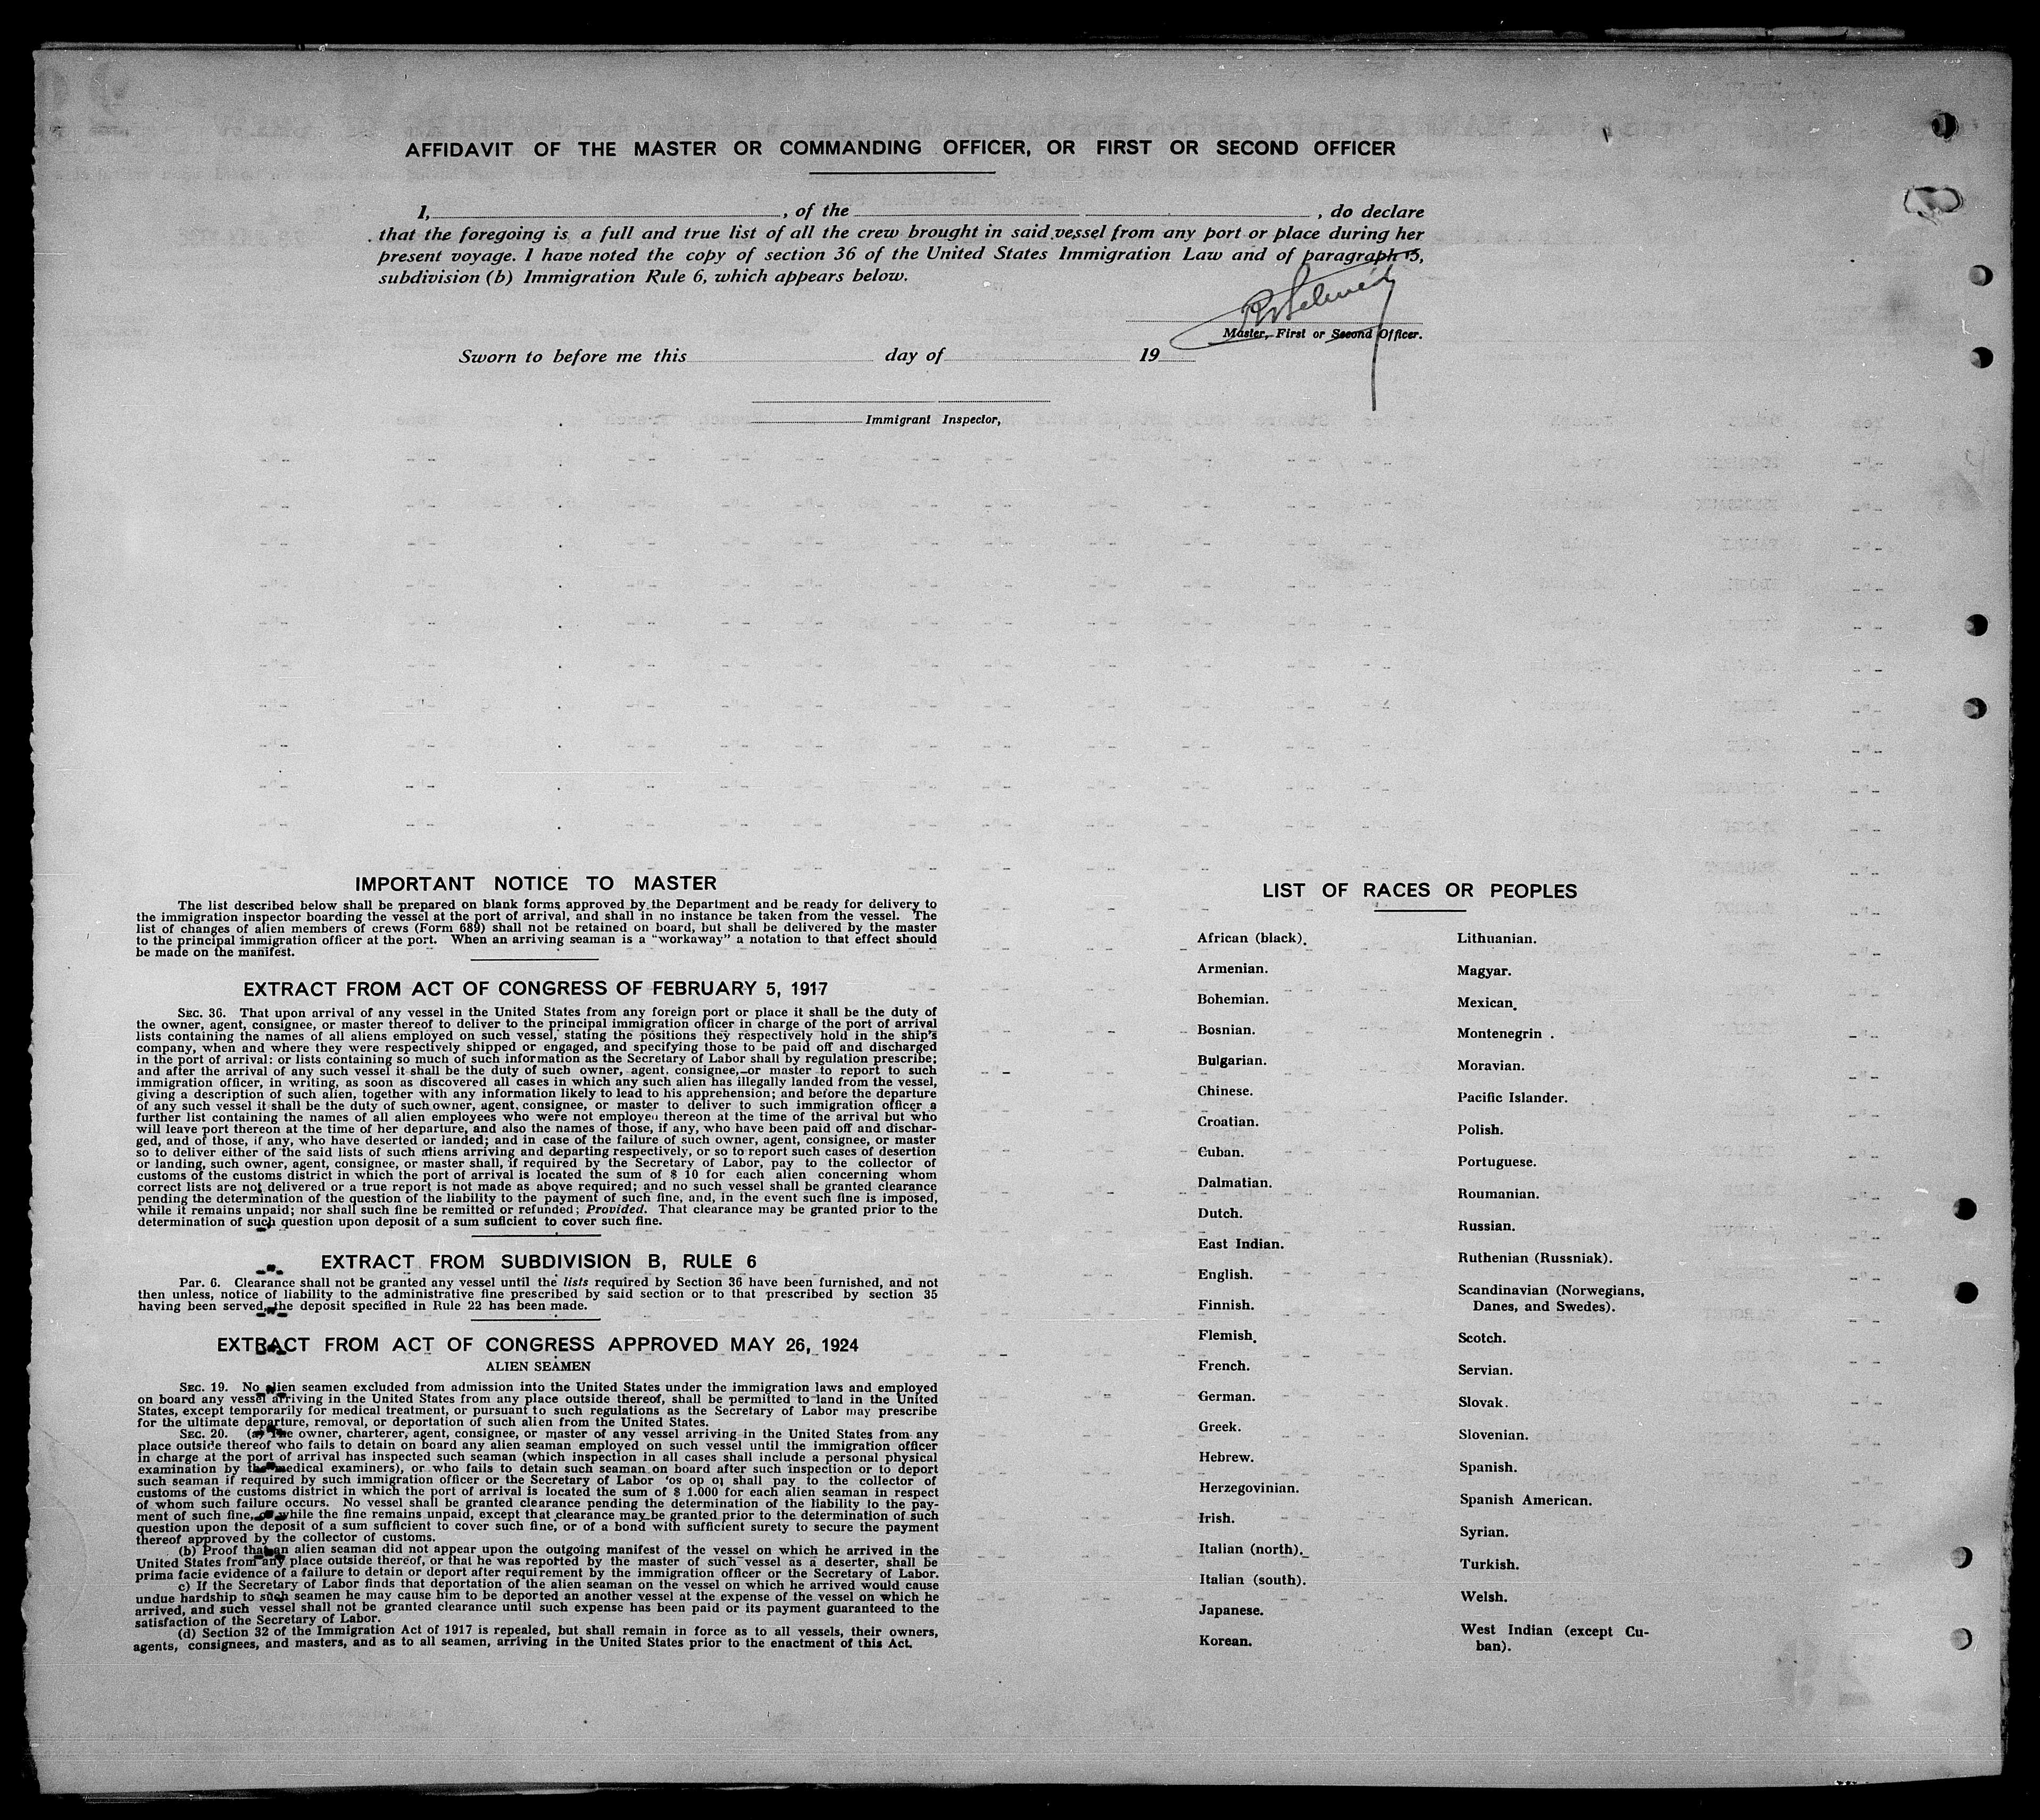 AFFIDAVIT OF THE MASTER OR COMMANDING OFFICER, OR FIRST OR SECOND OFFICER
I, , of the , do declare
that the foregoing is a full and true list of all the crew brought in said vessel from any port or place during her
present voyage. I have noted the copy of section 36 of the United States Immigration Law and of paragraph 5,
subdivision (b) Immigration Rule 6, which appears below.
Master, First or Second Officer.
Sworn to before me this day of 19
Immigrant Inspector,
IMPORTANT NOTICE TO MASTER
The list described below shall be prepared on blank forms approved by the Department and be ready for delivery to
the immigration inspector boarding the vessel at the port of arrival, and shall in no instance be taken from the vessel. The
list of changes of alien members of crews (Form 689) shall not be retained on board, but shall be delivered by the master
to the principal immigration officer at the port. When an arriving seaman is a "workaway" a notation to that effect should
be made on the manifest.
EXTRACT FROM ACT OF CONGRESS OF FEBRUARY 5, 1917
SEC. 36. That upon arrival of any vessel in the United States from any foreign port or place it shall be the duty of
the owner, agent, consignee, or master thereof to deliver to the principal immigration officer in charge of the port of arrival
lists containing the names of all aliens employed on such vessel, stating the positions they respectively hold in the ship's
company, when and where they were respectively shipped or engaged, and specifying those to be paid off and discharged
in the port of arrival: or lists containing so much of such information as the Secretary of Labor shall by regulation prescribe;
and after the arrival of any such vessel it shall be the duty of such owner, agent, consignee, or master to report to such
immigration officer, in writing, as soon as discovered all cases in which any such alien has illegally landed from the vessel,
giving a description of such alien, together with any information likely to lead to his apprehension; and before the departure
of any such vessel it shall be the duty of such owner, agent, consignee, or master to deliver to such immigration officer a
further list containing the names of all alien employees who were not employed thereon at the time of the arrival but who
will leave port thereon at the time of her departure, and also the names of those, if any, who have been paid off and dischar-
ged, and of those, if any, who have deserted or landed; and in case of the failure of such owner, agent, consignee, or master
so to deliver either of the said lists of such aliens arriving and departing respectively, or so to report such cases of desertion
or landing, such owner, agent, consignee, or master shall, if required by the Secretary of Labor, pay to the collector of
customs of the customs district in which the port of arrival is located the sum of $ 10 for each alien concerning whom
correct lists are not delivered or a true report is not made as above required; and no such vessel shall be granted clearance
pending the determination of the question of the liability to the payment of such fine, and, in the event such fine is imposed,
while it remains unpaid; nor shall such fine be remitted or refunded; Provided. That clearance may be granted prior to the
determination of such question upon deposit of a sum suficient to cover such fine.
EXTRACT FROM SUBDIVISION B, RULE 6
Par. 6. Clearance shall not be granted any vessel until the lists required by Section 36 have been furnished, and not
then unless, notice of liability to the administrative fine prescribed by said section or to that prescribed by section 35
having been served, the deposit specified in Rule 22 has been made.
EXTRACT FROM ACT OF CONGRESS APPROVED MAY 26, 1924
ALIEN SEAMEN
SEC. 19. No alien seamen excluded from admission into the United States under the immigration laws and employed
on board any vessel arriving in the United States from any place outside thereof, shall be permitted to land in the United
States, except temporarily for medical treatment, or pursuant to such regulations as the Secretary of Labor may prescribe
for the ultimate departure, removal, or deportation of such alien from the United States.
SEC. 20. (a) The owner, charterer, agent, consignee, or master of any vessel arriving in the United States from any
place outside thereof who fails to detain on board any alien seaman employed on such vessel until the immigration officer
in charge at the port of arrival has inspected such seaman (which inspection in all cases shall include a personal physical
examination by the medical examiners), or who fails to detain such seaman on board after such inspection or to deport
such seaman if required by such immigration officer or the Secretary of Labor 'os op oɹ shall pay to the collector of
customs of the customs district in which the port of arrival is located the sum of $ 1.000 for each alien seaman in respect
of whom such failure occurs. No vessel shall be granted clearance pending the determination of the liability to the pay-
ment of such fine, or while the fine remains unpaid, except that clearance may be granted prior to the determination of such
question upon the deposit of a sum sufficient to cover such fine, or of a bond with sufficient surety to secure the payment
thereof approved by the collector of customs.
(b) Proof that an alien seaman did not appear upon the outgoing manifest of the vessel on which he arrived in the
United States from any place outside thereof, or that he was reported by the master of such vessel as a deserter, shall be
prima facie evidence of a failure to detain or deport after requirement by the immigration officer or the Secretary of Labor.
c) If the Secretary of Labor finds that deportation of the alien seaman on the vessel on which he arrived would cause
undue hardship to such seamen he may cause him to be deported an another vessel at the expense of the vessel on which he
arrived, and such vessel shall not be granted clearance until such expense has been paid or its payment guaranteed to the
satisfaction of the Secretary of Labor.
(d) Section 32 of the Immigration Act of 1917 is repealed, but shall remain in force as to all vessels, their owners,
agents, consignees, and masters, and as to all seamen, arriving in the United States prior to the enactment of this Act.
LIST OF RACES OR PEOPLES
African (black).
Armenian.
Bohemian.
Bosnian.
Bulgarian.
Chinese.
Croatian.
Cuban.
Dalmatian.
Dutch.
East Indian.
English.
Finnish.
Flemish.
French.
German.
Greek.
Hebrew.
Herzegovinian.
Irish.
Italian (north).
Italian (south).
Japanese.
Korean.
Lithuanian.
Magyar.
Mexican.
Montenegrin .
Moravian.
Pacific Islander.
Polish.
Portuguese.
Roumanian.
Russian.
Ruthenian (Russniak).
Scandinavian (Norwegians,
Danes, and Swedes).
Scotch.
Servian.
Slovak.
Slovenian.
Spanish.
Spanish American.
Syrian.
Turkish.
Welsh.
West Indian (except Cu-
ban).